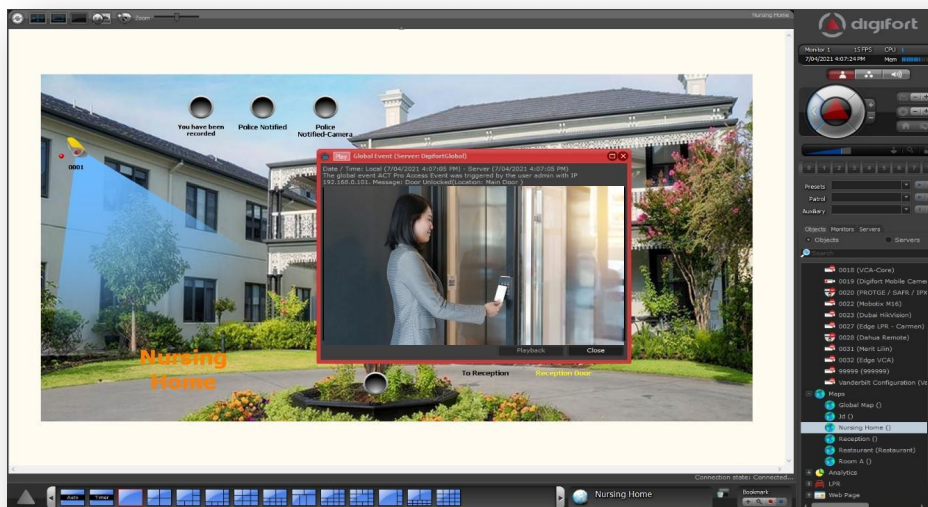 Zoom
Nursing Home
digifort
Monitor 1 15 FPS CPU
7/04/2021 4:07:24 PM Mem
You have been recorded
Police Notified
Police Notified-Camera
0001
Play Global Event (Server: DigifortGlobal)
Date / Time: Local (7/04/2021 4:07:05 PM) - Server (7/04/2021 4:07:05 PM)
The global event ACT Pro Access Event was triggered by the user admin with IP
192.168.0.101. Message: Door Unlocked(Location: Main Door )
Playback Close
Nursing
Home
To Reception
Reception Door
Presets
Patrol
Auxiliary
Objects Monitors Servers
Objects Servers
Search
0018 (VCA-Core)
0019 (Digifort Mobile Camer
0020 (PROTGE / SAFR / IPX
0022 (Mobotix M16)
0023 (Dubai HikVision)
0027 (Edge LPR - Carmen)
0028 (Dahua Remote)
0031 (Merit Lilin)
0032 (Edge VCA)
99999 (999999)
Vanderbilt Configuration (Va
Maps
Global Map ()
Jd ()
Nursing Home ()
Reception ()
Restaurant (Restaurant)
Room A ()
Analytics
LPR
Web Page
Connection state: Connected...
Auto Timer
Nursing Home
Bookmark